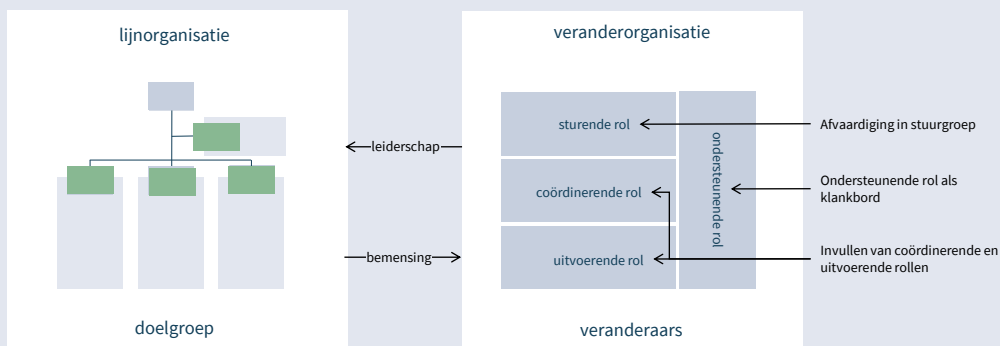 lijnorganisatie
doelgroep
leiderschap
bemensing
veranderorganisatie
sturende rol
coördinerende rol
uitvoerende rol
ondersteunende rol
veranderaars
Afvaardiging in stuurgroep
Ondersteunende rol als
klankbord
Invullen van coördinerende en
uitvoerende rollen